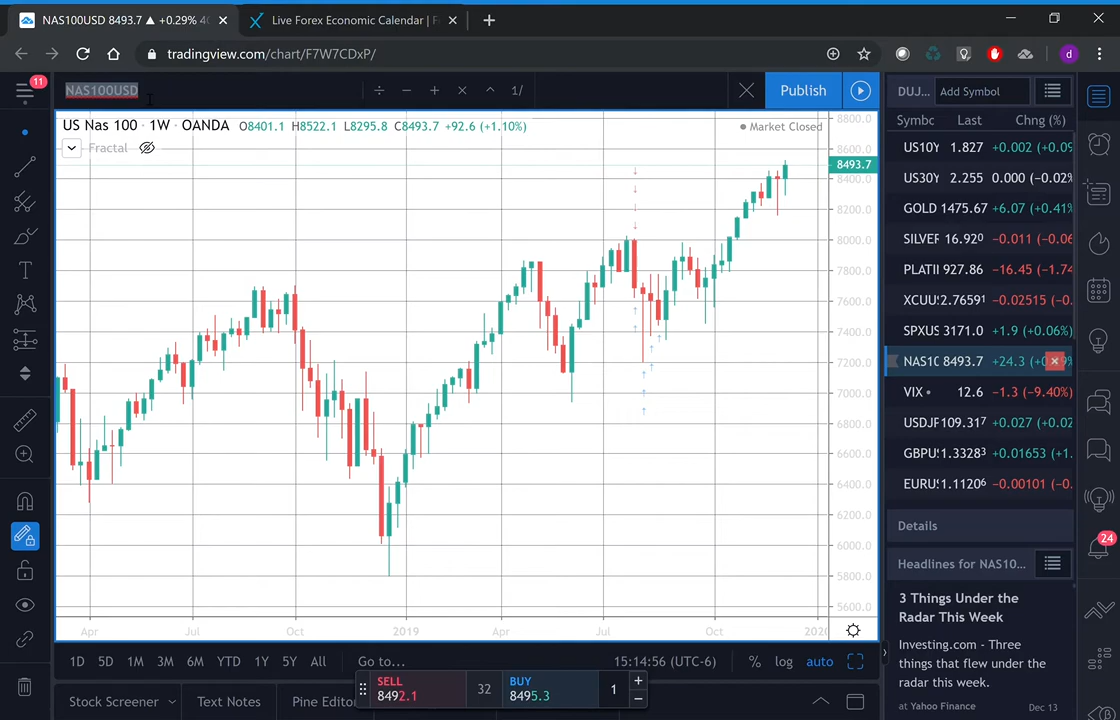 NAS100USD 8493.7 ▲ +0.29% 4
Live Forex Economic Calendar |
tradingview.com/chart/F7W7CDxP/
d
11
NAS100USD
÷ − + × ^ 1/
Publish
DUJ... Add Symbol
US Nas 100 · 1W · OANDA O8401.1 H8522.1 L8295.8 C8493.7 +92.6 (+1.10%)
Market Closed
Fractal
8800.0
8600.0
8493.7
8400.0
8200.0
8000.0
7800.0
7600.0
7400.0
7200.0
7000.0
6800.0
6600.0
6400.0
6200.0
6000.0
5800.0
5600.0
Apr Jul Oct 2019 Apr Jul Oct 2020
Symbc Last Chng (%)
US10Y 1.827 +0.002 (+0.09
US30Y 2.255 0.000 (−0.02%
GOLD 1475.67 +6.07 (+0.41%
SILVER 16.920 −0.011 (−0.06
PLATII 927.86 −16.45 (−1.74
XCUU: 2.76591 −0.02515 (−0.
SPXUS 3171.0 +1.9 (+0.06%)
NAS1C 8493.7 +24.3 (+0
VIX 12.6 −1.3 (−9.40%)
USDJF 109.317 +0.027 (+0.02
GBPU: 1.33283 +0.01653 (+1.
EURU: 1.11206 −0.00101 (−0.
Details
Headlines for NAS10...
3 Things Under the
Radar This Week
Investing.com - Three
things that flew under the
radar this week.
at Yahoo Finance Dec 13
24
1D 5D 1M 3M 6M YTD 1Y 5Y All Go to... 15:14:56 (UTC-6) % log auto
SELL
8492.1
32
BUY
8495.3
1
+
−
Stock Screener Text Notes Pine Editor